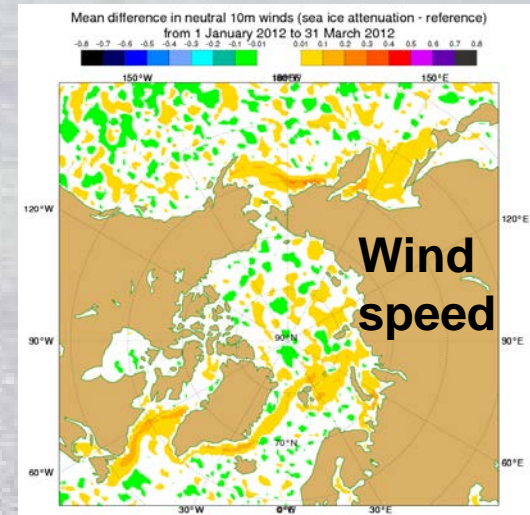 Mean difference in neutral 10m winds (sea ice attenuation - reference)
from 1 January 2012 to 31 March 2012
-0.8 -0.7 -0.6 -0.5 -0.4 -0.3 -0.2 -0.1 -0.01 0.01 0.1 0.2 0.3 0.4 0.5 0.6 0.7 0.8
150°W 150°E
120°W 120°E
Wind
speed
90°W 90°N 90°E
70°N
60°W 60°E
30°W 30°E